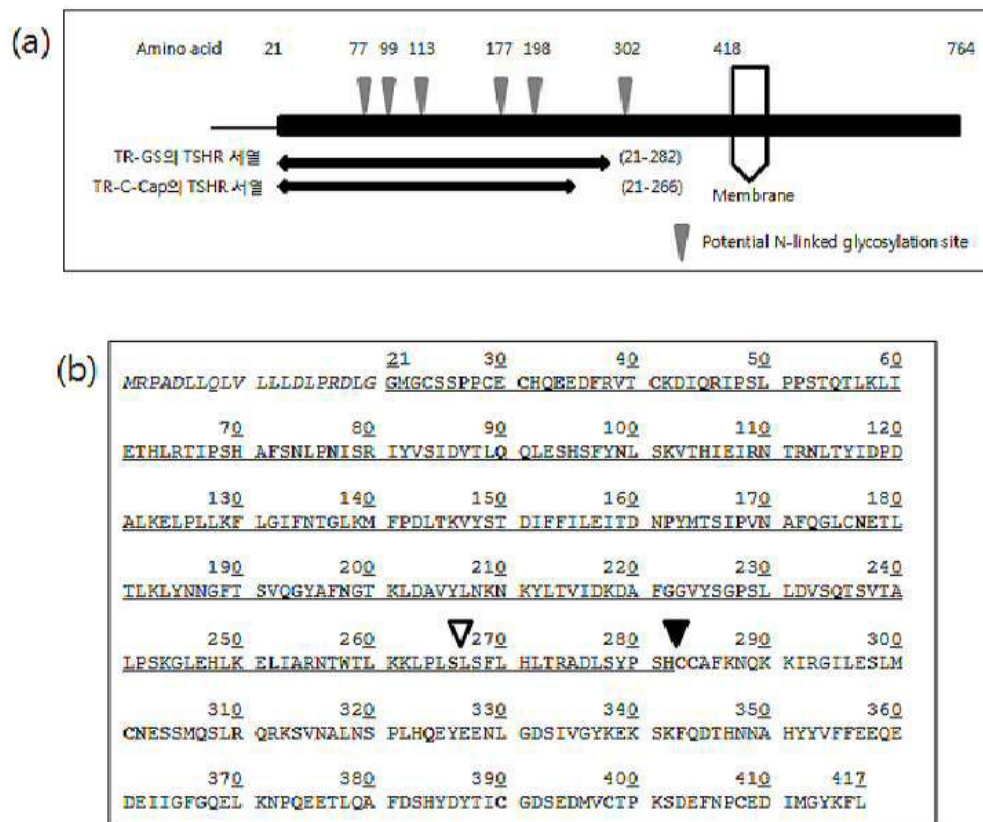 (a)
Amino acid 21 77 99 113 177 198 302 418 764
TR-GS의 TSHR 서열 (21-282)
TR-C-Cap의 TSHR 서열 (21-266)
Membrane
Potential N-linked glycosylation site
(b)
21 30 40 50 60
MRPADLLQLV LLLDLPRDLG GMGCSSPPCE CHQEEDFRVT CKDIQRIPSL PPSTQTLKLI
70 80 90 100 110 120
ETHLRTIPSH AFSNLPNISR IYVSIDVTLQ QLESHSFYNL SKVTHIEIRN TRNLTYIDPD
130 140 150 160 170 180
ALKELPLLKF LGIFNTGLKM FPDLTKVYST DIFFILEITD NPYMTSIPVN AFQGLCNETL
190 200 210 220 230 240
TLKLYNNGFT SVQGYAFNGT KLDAVYLNKN KYLTVIDKDA FGGVYSGPSL LDVSQTSVTA
250 260 270 280 290 300
LPSKGLEHLK ELIARNTWTL KKLPLSLSFL HLTRADLSYP SHCCAFKNQK KIRGILESLM
310 320 330 340 350 360
CNESSMQSLR QRKSVNALNS PLHQEYEENL GDSIVGYKEK SKFQDTHNNA HYYVFFEEQE
370 380 390 400 410 417
DEIIGFGQEL KNPQEETLQA FDSHYDYTIC GDSEDMVCTP KSDEFNPCED IMGYKFL